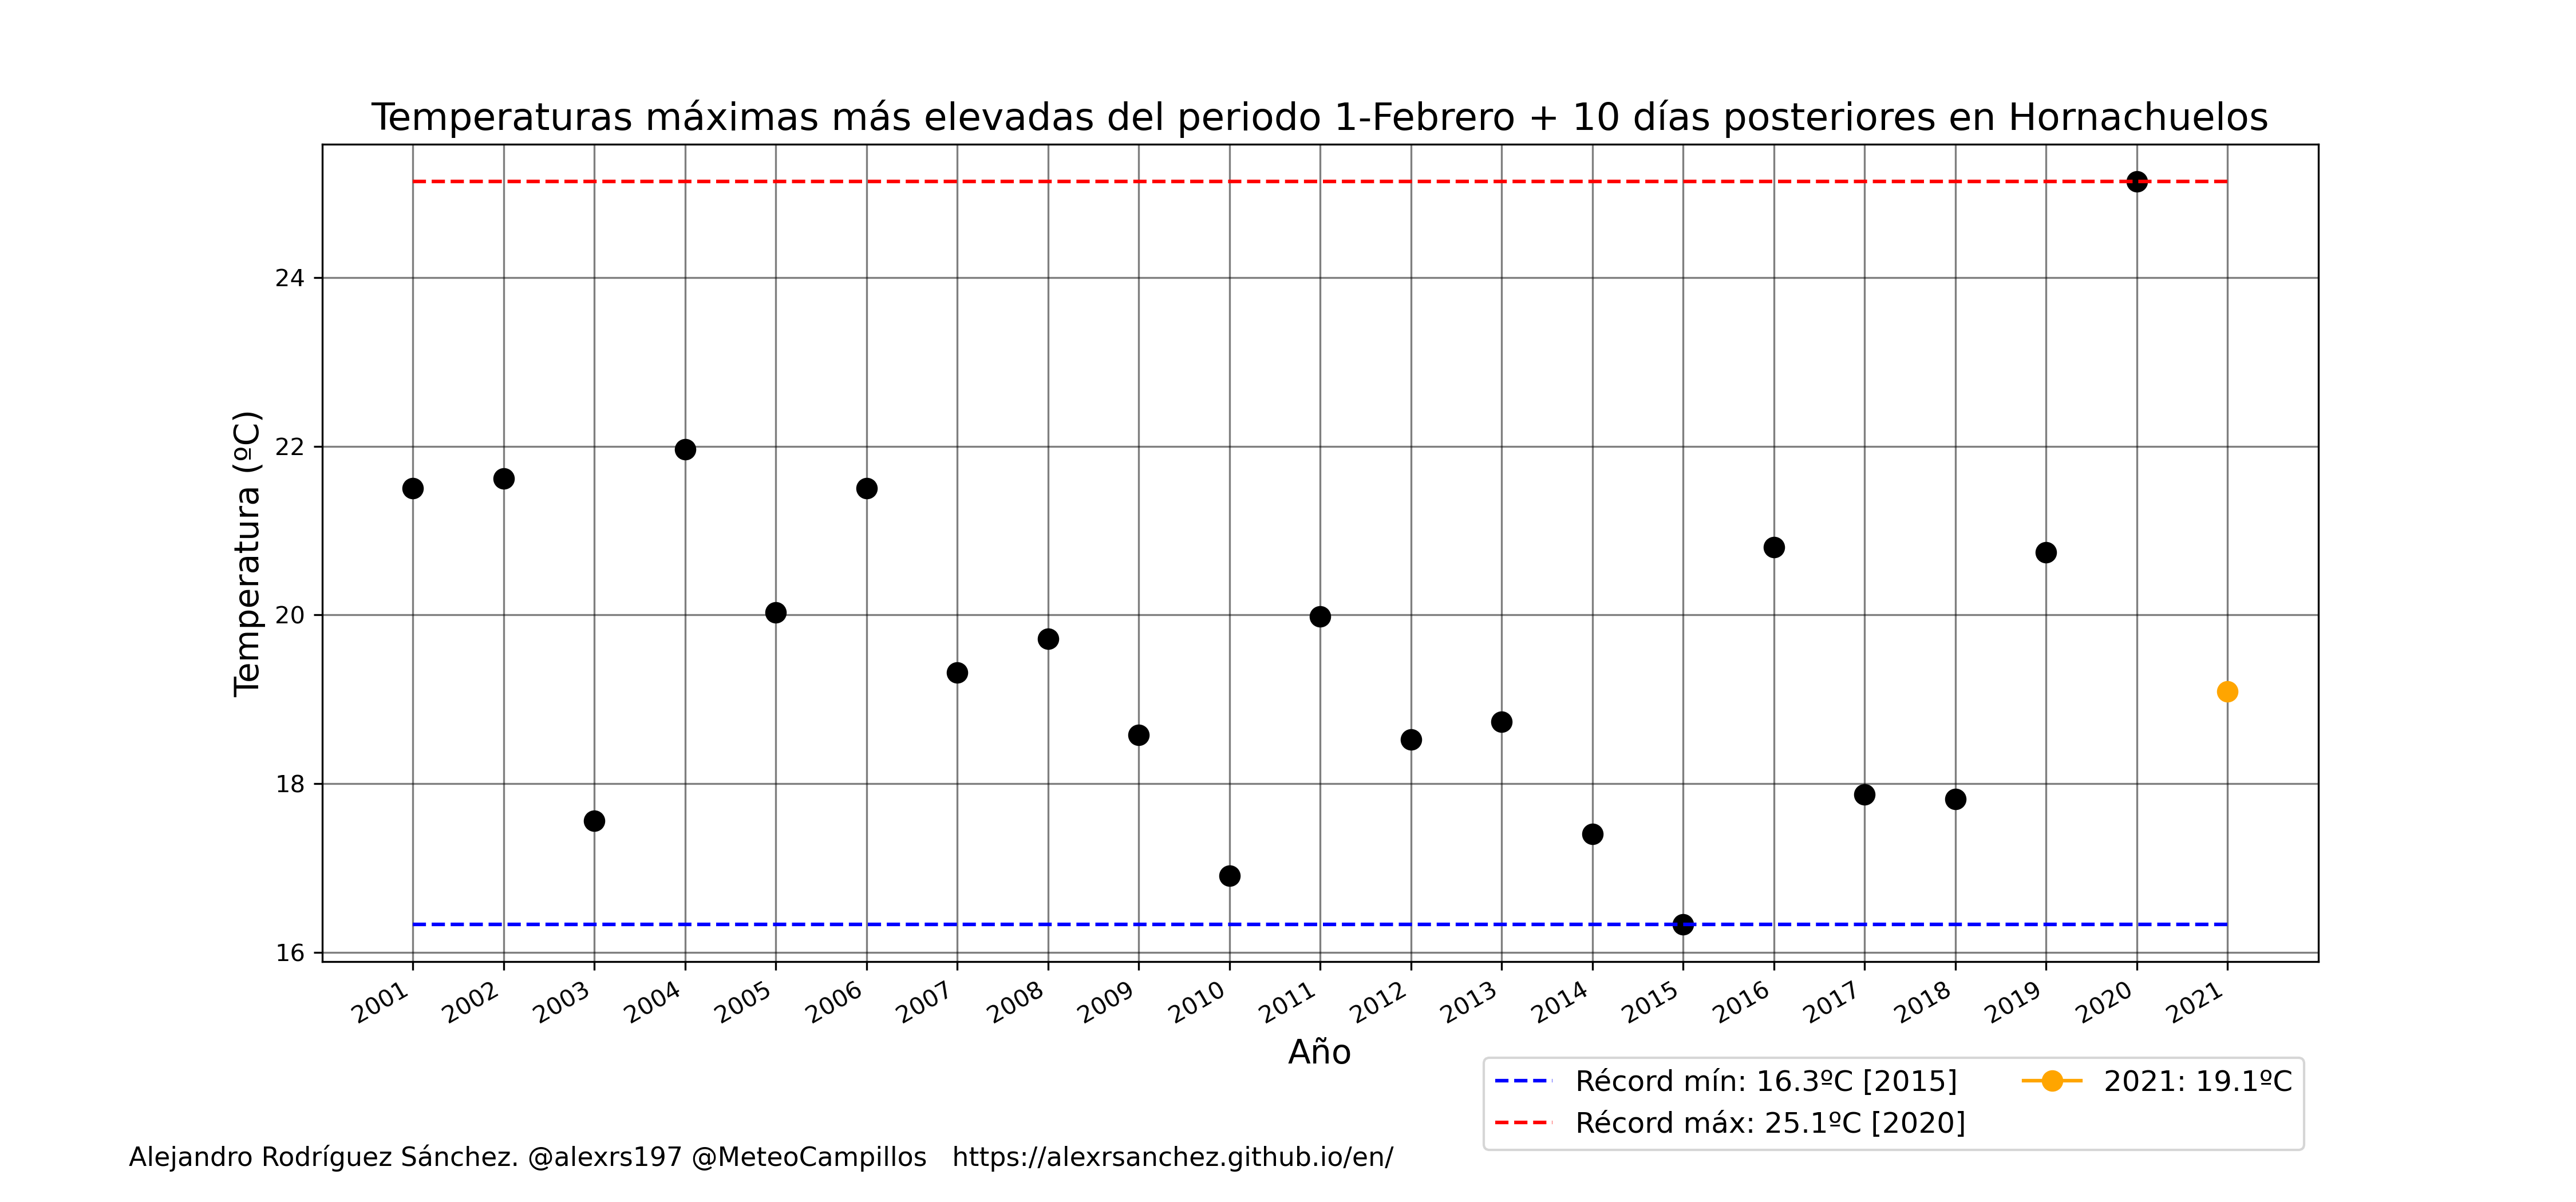 Temperaturas máximas más elevadas del periodo 1-Febrero + 10 días posteriores en Hornachuelos
Temperatura (ºC)
24
22
20
18
16
2001 2002 2003 2004 2005 2006 2007 2008 2009 2010 2011 2012 2013 2014 2015 2016 2017 2018 2019 2020 2021
Año
Récord mín: 16.3ºC [2015]
Récord máx: 25.1ºC [2020]
2021: 19.1ºC
Alejandro Rodríguez Sánchez. @alexrs197 @MeteoCampillos https://alexrsanchez.github.io/en/